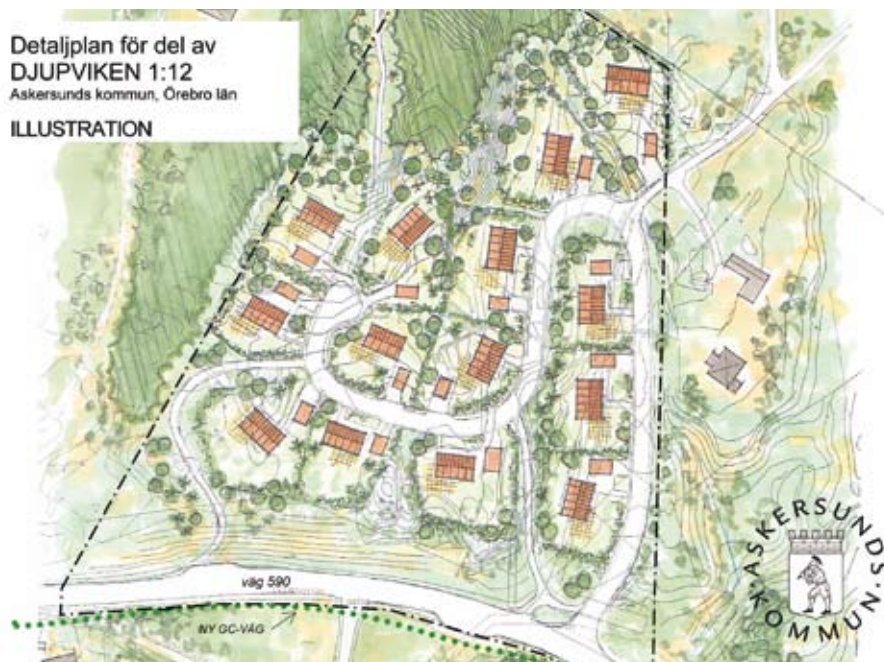 Detaljplan för del av
DJUPVIKEN 1:12
Askersunds kommun, Örebro län
ILLUSTRATION
väg 590
NY GC-VÄG
ASKERSUNDS
KOMMUN